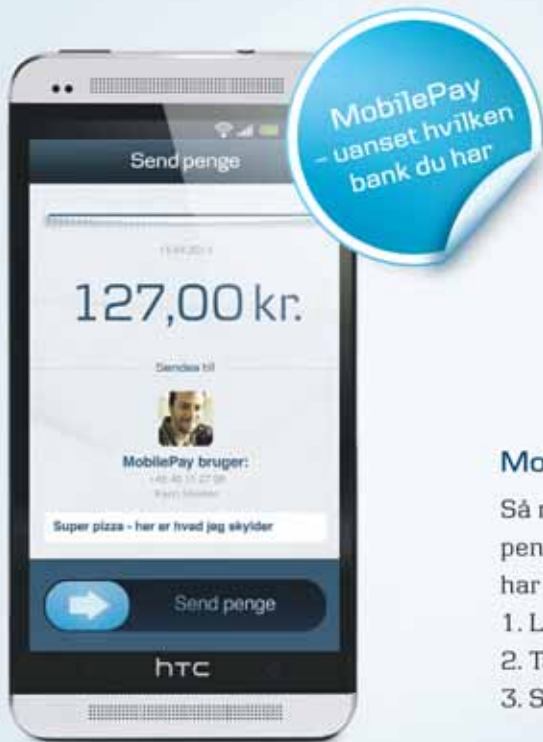 MobilePay
– uanset hvilken
bank du har
Send penge
127,00 kr.
Sendes til
MobilePay bruger:
Super pizza - her er hvad jeg skylder
Send penge
hTC
Mo
Så
pen
har
1. L
2. T
3. S